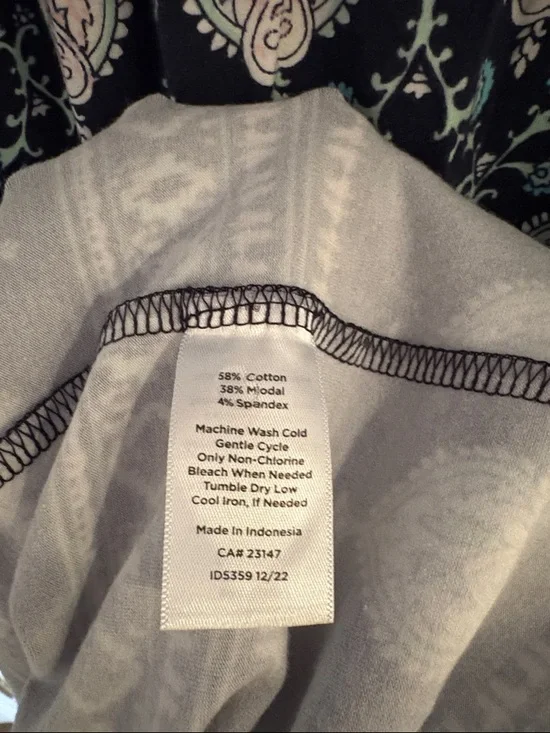 58% Cotton
38% Modal
4% Spandex
Machine Wash Cold
Gentle Cycle
Only Non-Chlorine
Bleach When Needed
Tumble Dry Low
Cool Iron, If Needed
Made In Indonesia
CA# 23147
IDS359 12/22